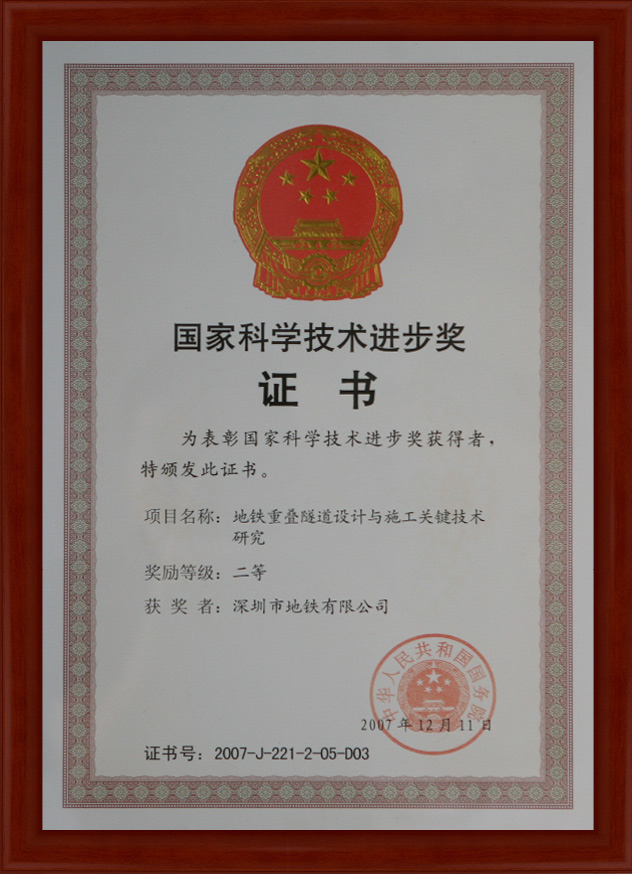 国家科学技术进步奖
证 书
为表彰国家科学技术进步奖获得者，
特颁发此证书。
项目名称：地铁重叠隧道设计与施工关键技术
研究
奖励等级：二等
获 奖 者：深圳市地铁有限公司
中华人民共和国国务院
2007年12月11日
证书号：2007-J-221-2-05-D03